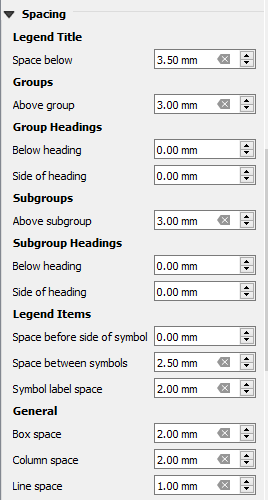 Spacing
Legend Title
Space below 3.50 mm
Groups
Above group 3.00 mm
Group Headings
Below heading 0.00 mm
Side of heading 0.00 mm
Subgroups
Above subgroup 3.00 mm
Subgroup Headings
Below heading 0.00 mm
Side of heading 0.00 mm
Legend Items
Space before side of symbol 0.00 mm
Space between symbols 2.50 mm
Symbol label space 2.00 mm
General
Box space 2.00 mm
Column space 2.00 mm
Line space 1.00 mm